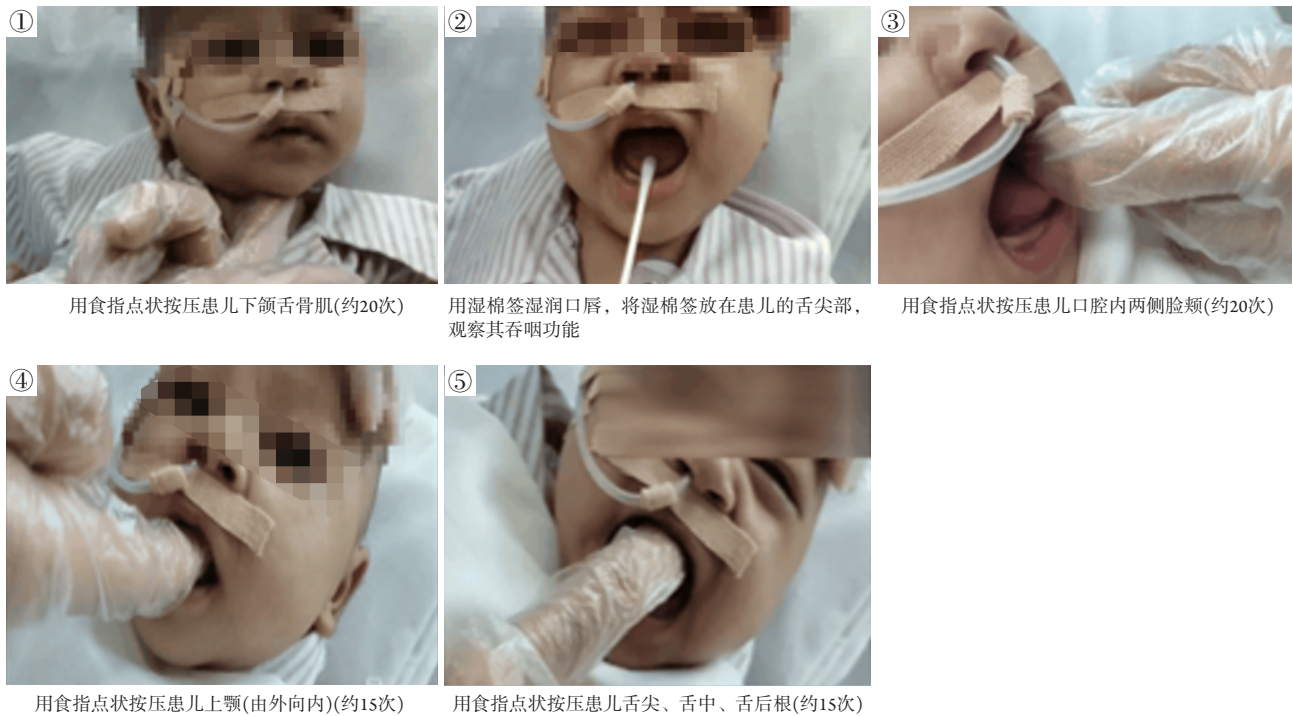 ①
②
③
用食指点状按压患儿下颌舌骨肌(约20次)
用湿棉签湿润口唇，将湿棉签放在患儿的舌尖部，
观察其吞咽功能
用食指点状按压患儿口腔内两侧脸颊(约20次)
④
⑤
用食指点状按压患儿上颚(由外向内)(约15次)
用食指点状按压患儿舌尖、舌中、舌后根(约15次)